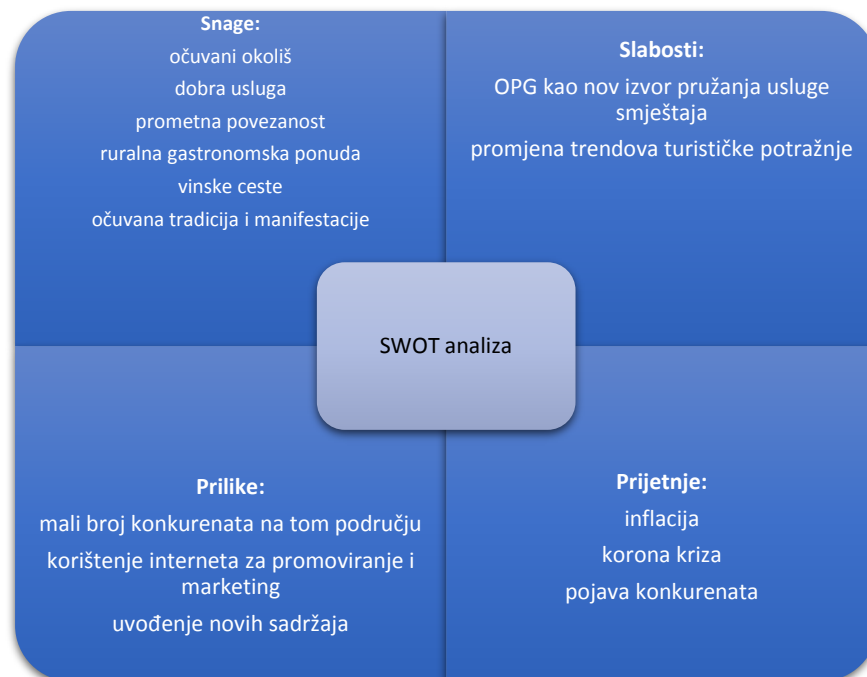 Snage:
očuvani okoliš
dobra usluga
prometna povezanost
ruralna gastronomska ponuda
vinske ceste
očuvana tradicija i manifestacije
Slabosti:
OPG kao nov izvor pružanja usluge
smještaja
promjena trendova turističke potražnje
SWOT analiza
Prilike:
mali broj konkurenata na tom području
korištenje interneta za promoviranje i
marketing
uvođenje novih sadržaja
Prijetnje:
inflacija
korona kriza
pojava konkurenata